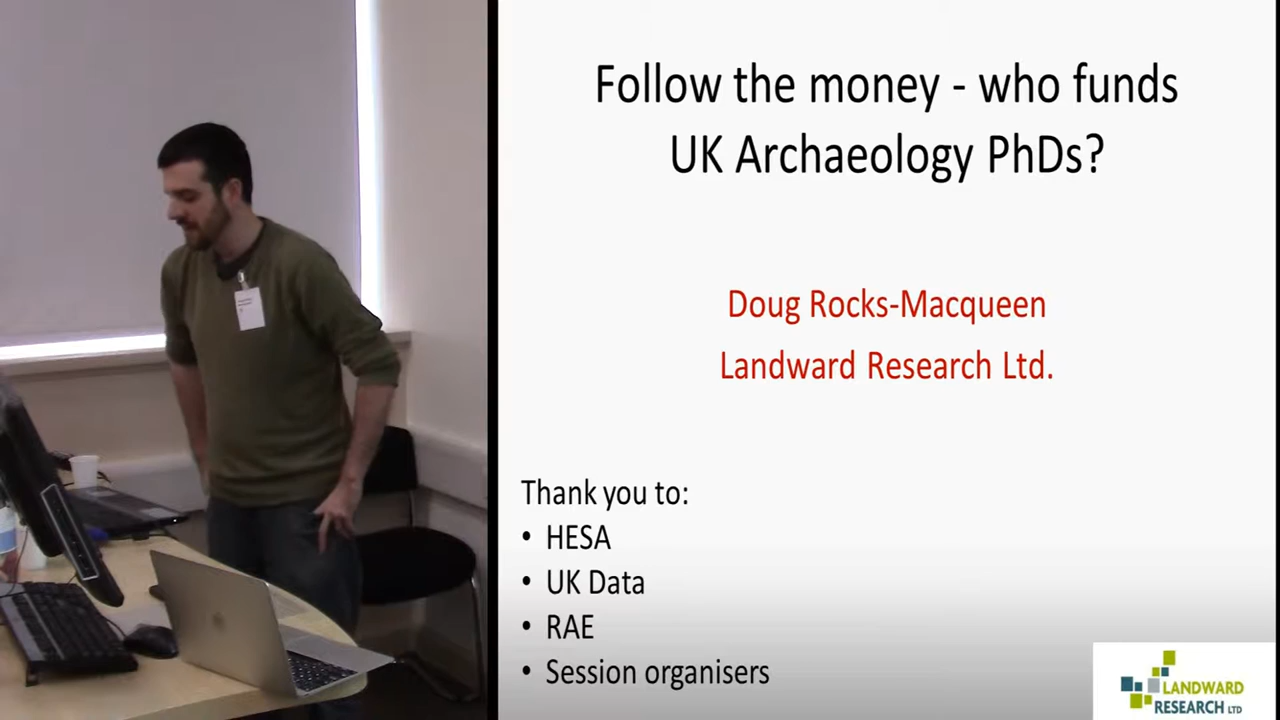 Follow the money - who funds
UK Archaeology PhDs?
Doug Rocks-Macqueen
Landward Research Ltd.
Thank you to:
• HESA
• UK Data
• RAE
• Session organisers
LANDWARD
RESEARCH LTD